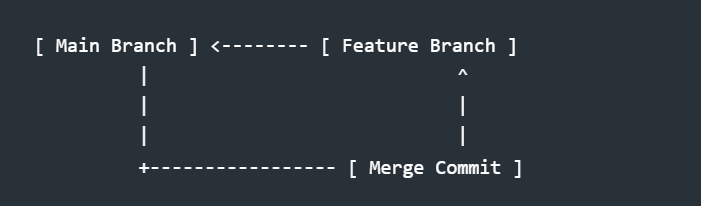 [ Main Branch ] <-------- [ Feature Branch ]
        |                            ^
        |                            |
        |                            |
        +----------------- [ Merge Commit ]